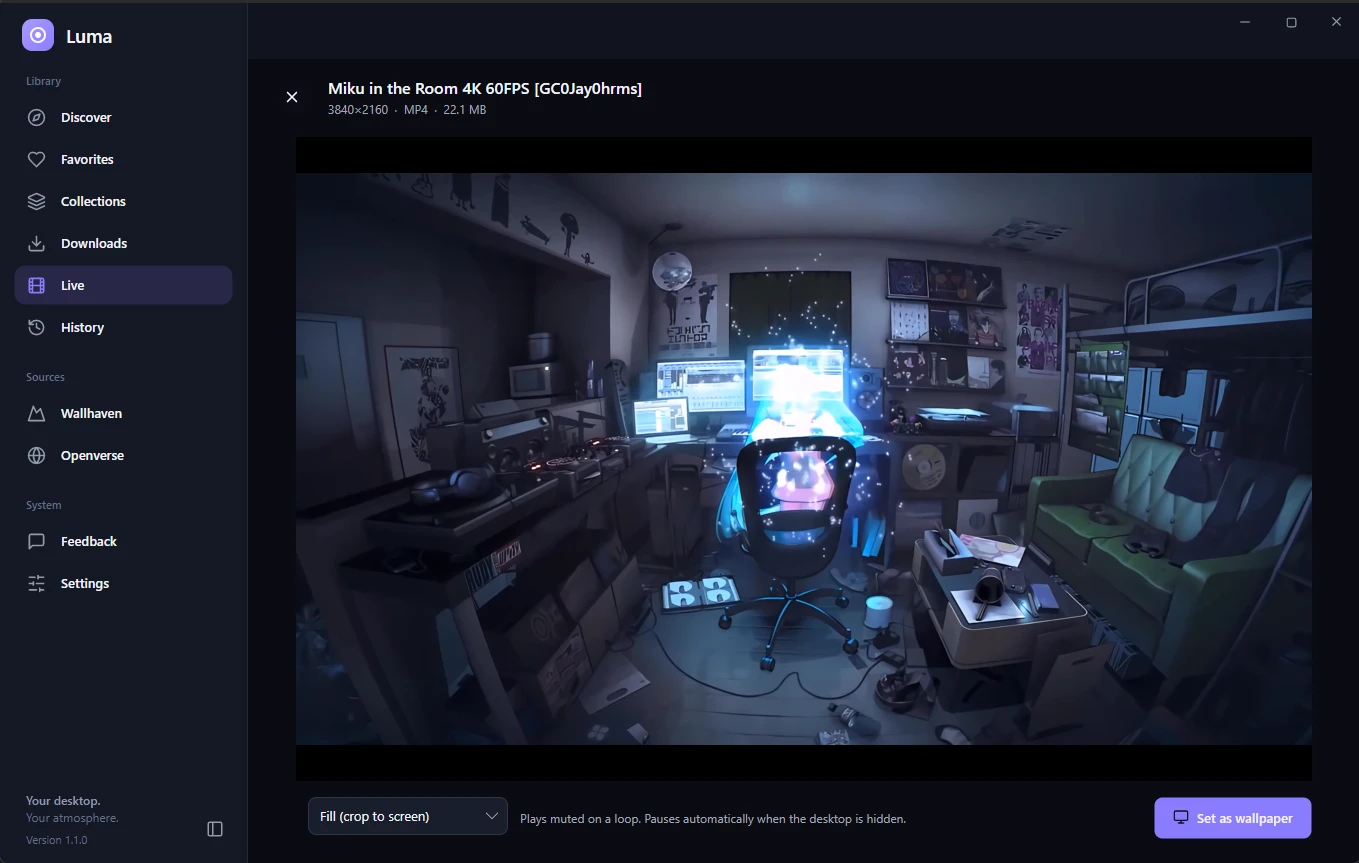 Luma
Library
Discover
Favorites
Collections
Downloads
Live
History
Sources
Wallhaven
Openverse
System
Feedback
Settings
Your desktop.
Your atmosphere.
Version 1.1.0
Miku in the Room 4K 60FPS [GC0Jay0hrms]
3840×2160 · MP4 · 22.1 MB
Fill (crop to screen)
Plays muted on a loop. Pauses automatically when the desktop is hidden.
Set as wallpaper